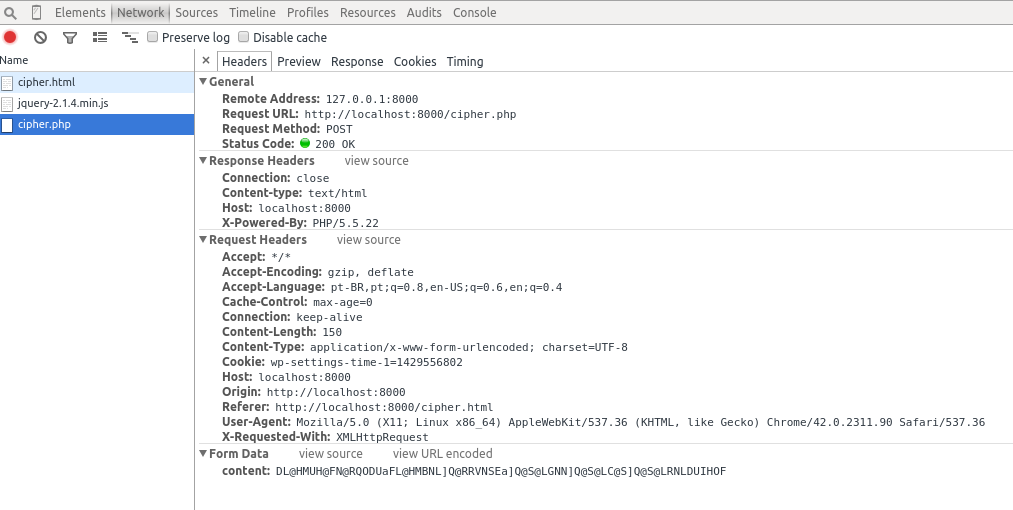 Elements Network Sources Timeline Profiles Resources Audits Console
Preserve log Disable cache
Name
× Headers Preview Response Cookies Timing
cipher.html
jquery-2.1.4.min.js
cipher.php
▼General
Remote Address: 127.0.0.1:8000
Request URL: http://localhost:8000/cipher.php
Request Method: POST
Status Code: 200 OK
▼Response Headers view source
Connection: close
Content-type: text/html
Host: localhost:8000
X-Powered-By: PHP/5.5.22
▼Request Headers view source
Accept: */*
Accept-Encoding: gzip, deflate
Accept-Language: pt-BR,pt;q=0.8,en-US;q=0.6,en;q=0.4
Cache-Control: max-age=0
Connection: keep-alive
Content-Length: 150
Content-Type: application/x-www-form-urlencoded; charset=UTF-8
Cookie: wp-settings-time-1=1429556802
Host: localhost:8000
Origin: http://localhost:8000
Referer: http://localhost:8000/cipher.html
User-Agent: Mozilla/5.0 (X11; Linux x86_64) AppleWebKit/537.36 (KHTML, like Gecko) Chrome/42.0.2311.90 Safari/537.36
X-Requested-With: XMLHttpRequest
▼Form Data view source view URL encoded
content: DL@HMUH@FN@RQODUaFL@HMBNL]Q@RRVNSEa]Q@S@LGNN]Q@S@LC@S]Q@S@LRNLDUIHOF